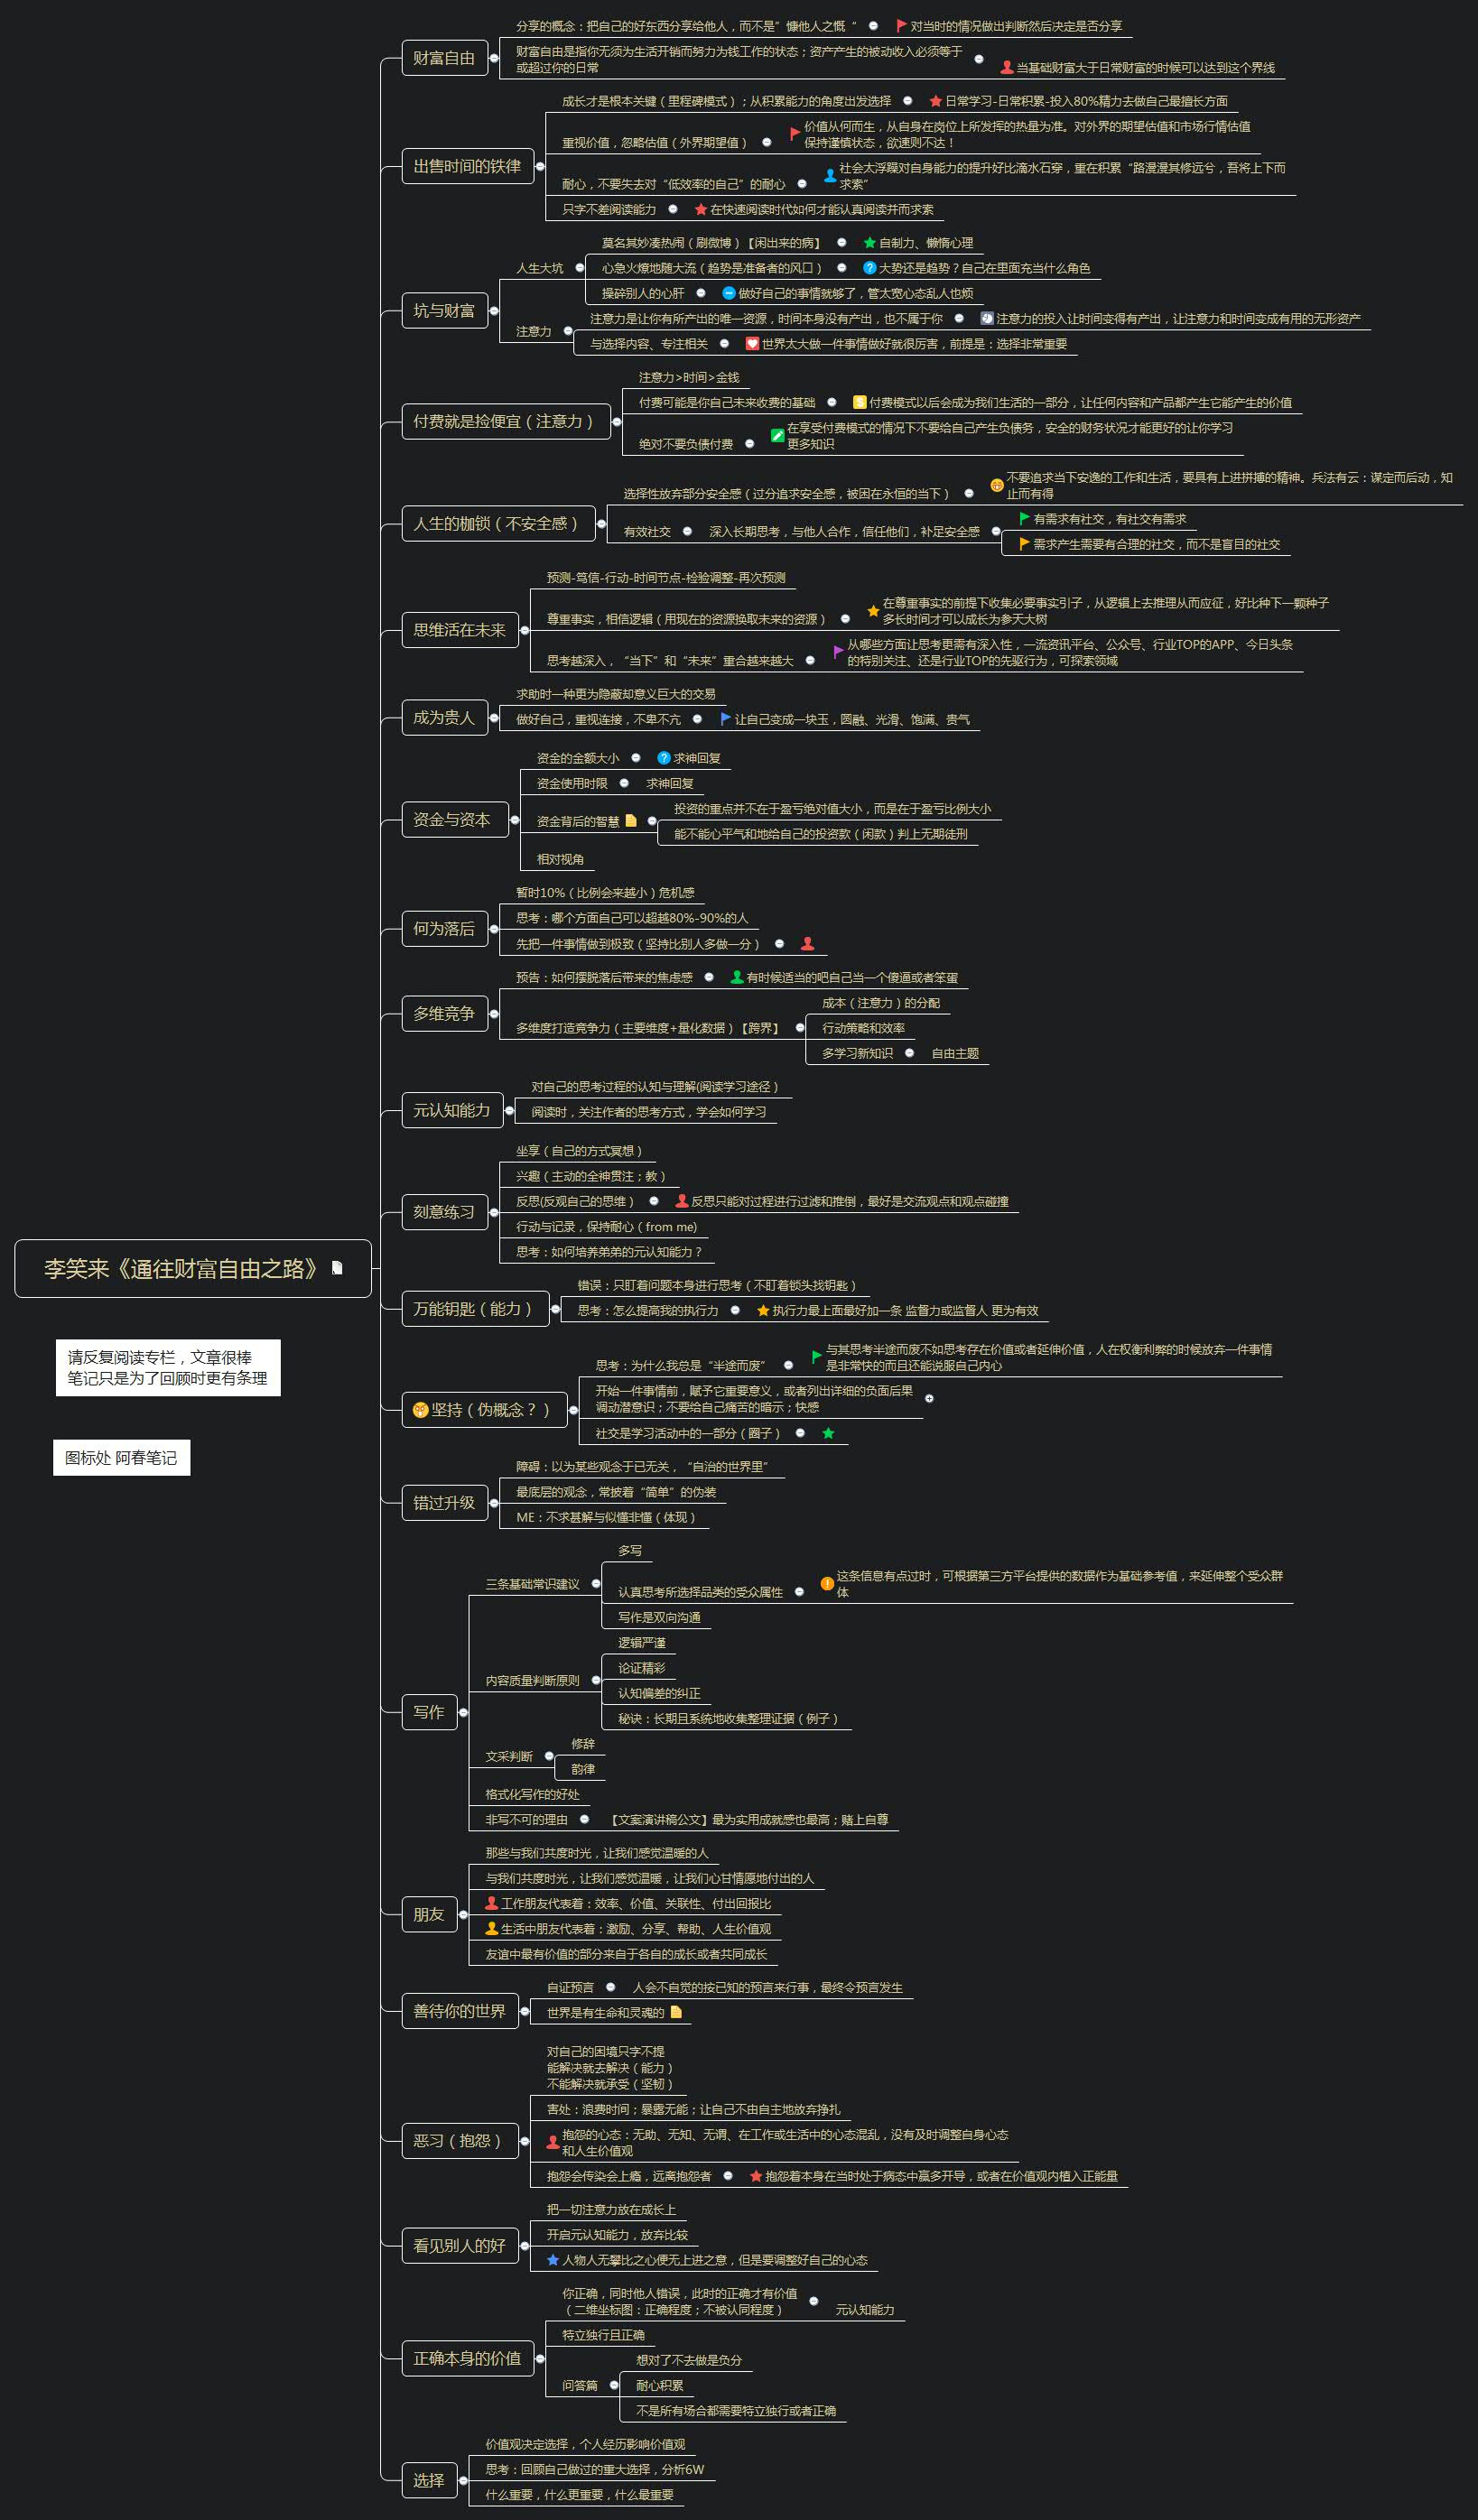 分享的概念：把自己的好东西分享给他人，而不是”慷他人之慨“
对当时的情况做出判断然后决定是否分享
财富自由
财富自由是指你无须为生活开销而努力为钱工作的状态；资产产生的被动收入必须等于
或超过你的日常
当基础财富大于日常财富的时候可以达到这个界线
成长才是根本关键（里程碑模式）；从积累能力的角度出发选择
日常学习-日常积累-投入80%精力去做自己最擅长方面
出售时间的铁律
重视价值，忽略估值（外界期望值）
价值从何而生，从自身在岗位上所发挥的热量为准。对外界的期望估值和市场行情估值
保持谨慎状态，欲速则不达！
耐心，不要失去对“低效率的自己”的耐心
社会太浮躁对自身能力的提升好比滴水石穿，重在积累“路漫漫其修远兮，吾将上下而
求索”
只字不差阅读能力
在快速阅读时代如何才能认真阅读并而求索
坑与财富
人生大坑
莫名其妙凑热闹（刷微博）【闲出来的病】
自制力、懒惰心理
心急火燎地随大流（趋势是准备者的风口）
大势还是趋势？自己在里面充当什么角色
操碎别人的心肝
做好自己的事情就够了，管太宽心态乱人也烦
注意力
注意力是让你有所产出的唯一资源，时间本身没有产出，也不属于你
注意力的投入让时间变得有产出，让注意力和时间变成有用的无形资产
与选择内容、专注相关
世界太大做一件事情做好就很厉害，前提是：选择非常重要
付费就是捡便宜（注意力）
注意力>时间>金钱
付费可能是你自己未来收费的基础
付费模式以后会成为我们生活的一部分，让任何内容和产品都产生它能产生的价值
绝对不要负债付费
在享受付费模式的情况下不要给自己产生负债务，安全的财务状况才能更好的让你学习
更多知识
人生的枷锁（不安全感）
选择性放弃部分安全感（过分追求安全感，被困在永恒的当下）
不要追求当下安逸的工作和生活，要具有上进拼搏的精神。兵法有云：谋定而后动，知
止而有得
有效社交
深入长期思考，与他人合作，信任他们，补足安全感
有需求有社交，有社交有需求
需求产生需要有合理的社交，而不是盲目的社交
思维活在未来
预测-笃信-行动-时间节点-检验调整-再次预测
尊重事实，相信逻辑（用现在的资源换取未来的资源）
在尊重事实的前提下收集必要事实引子，从逻辑上去推理从而应征，好比种下一颗种子
多长时间才可以成长为参天大树
思考越深入，“当下”和“未来”重合越来越大
从哪些方面让思考更需有深入性，一流资讯平台、公众号、行业TOP的APP、今日头条
的特别关注、还是行业TOP的先驱行为，可探索领域
成为贵人
求助时一种更为隐蔽却意义巨大的交易
做好自己，重视连接，不卑不亢
让自己变成一块玉，圆融、光滑、饱满、贵气
资金与资本
资金的金额大小
求神回复
资金使用时限
求神回复
资金背后的智慧
投资的重点并不在于盈亏绝对值大小，而是在于盈亏比例大小
能不能心平气和地给自己的投资款（闲款）判上无期徒刑
相对视角
何为落后
暂时10%（比例会来越小）危机感
思考：哪个方面自己可以超越80%-90%的人
先把一件事情做到极致（坚持比别人多做一分）
多维竞争
预告：如何摆脱落后带来的焦虑感
有时候适当的吧自己当一个傻逼或者笨蛋
多维度打造竞争力（主要维度+量化数据）【跨界】
成本（注意力）的分配
行动策略和效率
多学习新知识
自由主题
元认知能力
对自己的思考过程的认知与理解(阅读学习途径）
阅读时，关注作者的思考方式，学会如何学习
刻意练习
坐享（自己的方式冥想）
兴趣（主动的全神贯注；教）
反思(反观自己的思维）
反思只能对过程进行过滤和推倒，最好是交流观点和观点碰撞
行动与记录，保持耐心（from me)
思考：如何培养弟弟的元认知能力？
李笑来《通往财富自由之路》
请反复阅读专栏，文章很棒
笔记只是为了回顾时更有条理
图标处 阿春笔记
万能钥匙（能力）
错误：只盯着问题本身进行思考（不盯着锁头找钥匙）
思考：怎么提高我的执行力
执行力最上面最好加一条 监督力或监督人 更为有效
坚持（伪概念？）
思考：为什么我总是“半途而废”
与其思考半途而废不如思考存在价值或者延伸价值，人在权衡利弊的时候放弃一件事情
是非常快的而且还能说服自己内心
开始一件事情前，赋予它重要意义，或者列出详细的负面后果
调动潜意识；不要给自己痛苦的暗示；快感
社交是学习活动中的一部分（圈子）
错过升级
障碍：以为某些观念于已无关，“自治的世界里”
最底层的观念，常披着“简单”的伪装
ME：不求甚解与似懂非懂（体现）
写作
三条基础常识建议
多写
认真思考所选择品类的受众属性
这条信息有点过时，可根据第三方平台提供的数据作为基础参考值，来延伸整个受众群
体
写作是双向沟通
内容质量判断原则
逻辑严谨
论证精彩
认知偏差的纠正
秘诀：长期且系统地收集整理证据（例子）
文采判断
修辞
韵律
格式化写作的好处
非写不可的理由
【文案演讲稿公文】最为实用成就感也最高；赌上自尊
朋友
那些与我们共度时光，让我们感觉温暖的人
与我们共度时光，让我们感觉温暖，让我们心甘情愿地付出的人
工作朋友代表着：效率、价值、关联性、付出回报比
生活中朋友代表着：激励、分享、帮助、人生价值观
友谊中最有价值的部分来自于各自的成长或者共同成长
善待你的世界
自证预言
人会不自觉的按已知的预言来行事，最终令预言发生
世界是有生命和灵魂的
恶习（抱怨）
对自己的困境只字不提
能解决就去解决（能力）
不能解决就承受（坚韧）
害处：浪费时间；暴露无能；让自己不由自主地放弃挣扎
抱怨的心态：无助、无知、无谓、在工作或生活中的心态混乱，没有及时调整自身心态
和人生价值观
抱怨会传染会上瘾，远离抱怨者
抱怨着本身在当时处于病态中赢多开导，或者在价值观内植入正能量
看见别人的好
把一切注意力放在成长上
开启元认知能力，放弃比较
人物人无攀比之心便无上进之意，但是要调整好自己的心态
正确本身的价值
你正确，同时他人错误，此时的正确才有价值
（二维坐标图：正确程度；不被认同程度）
元认知能力
特立独行且正确
问答篇
想对了不去做是负分
耐心积累
不是所有场合都需要特立独行或者正确
选择
价值观决定选择，个人经历影响价值观
思考：回顾自己做过的重大选择，分析6W
什么重要，什么更重要，什么最重要